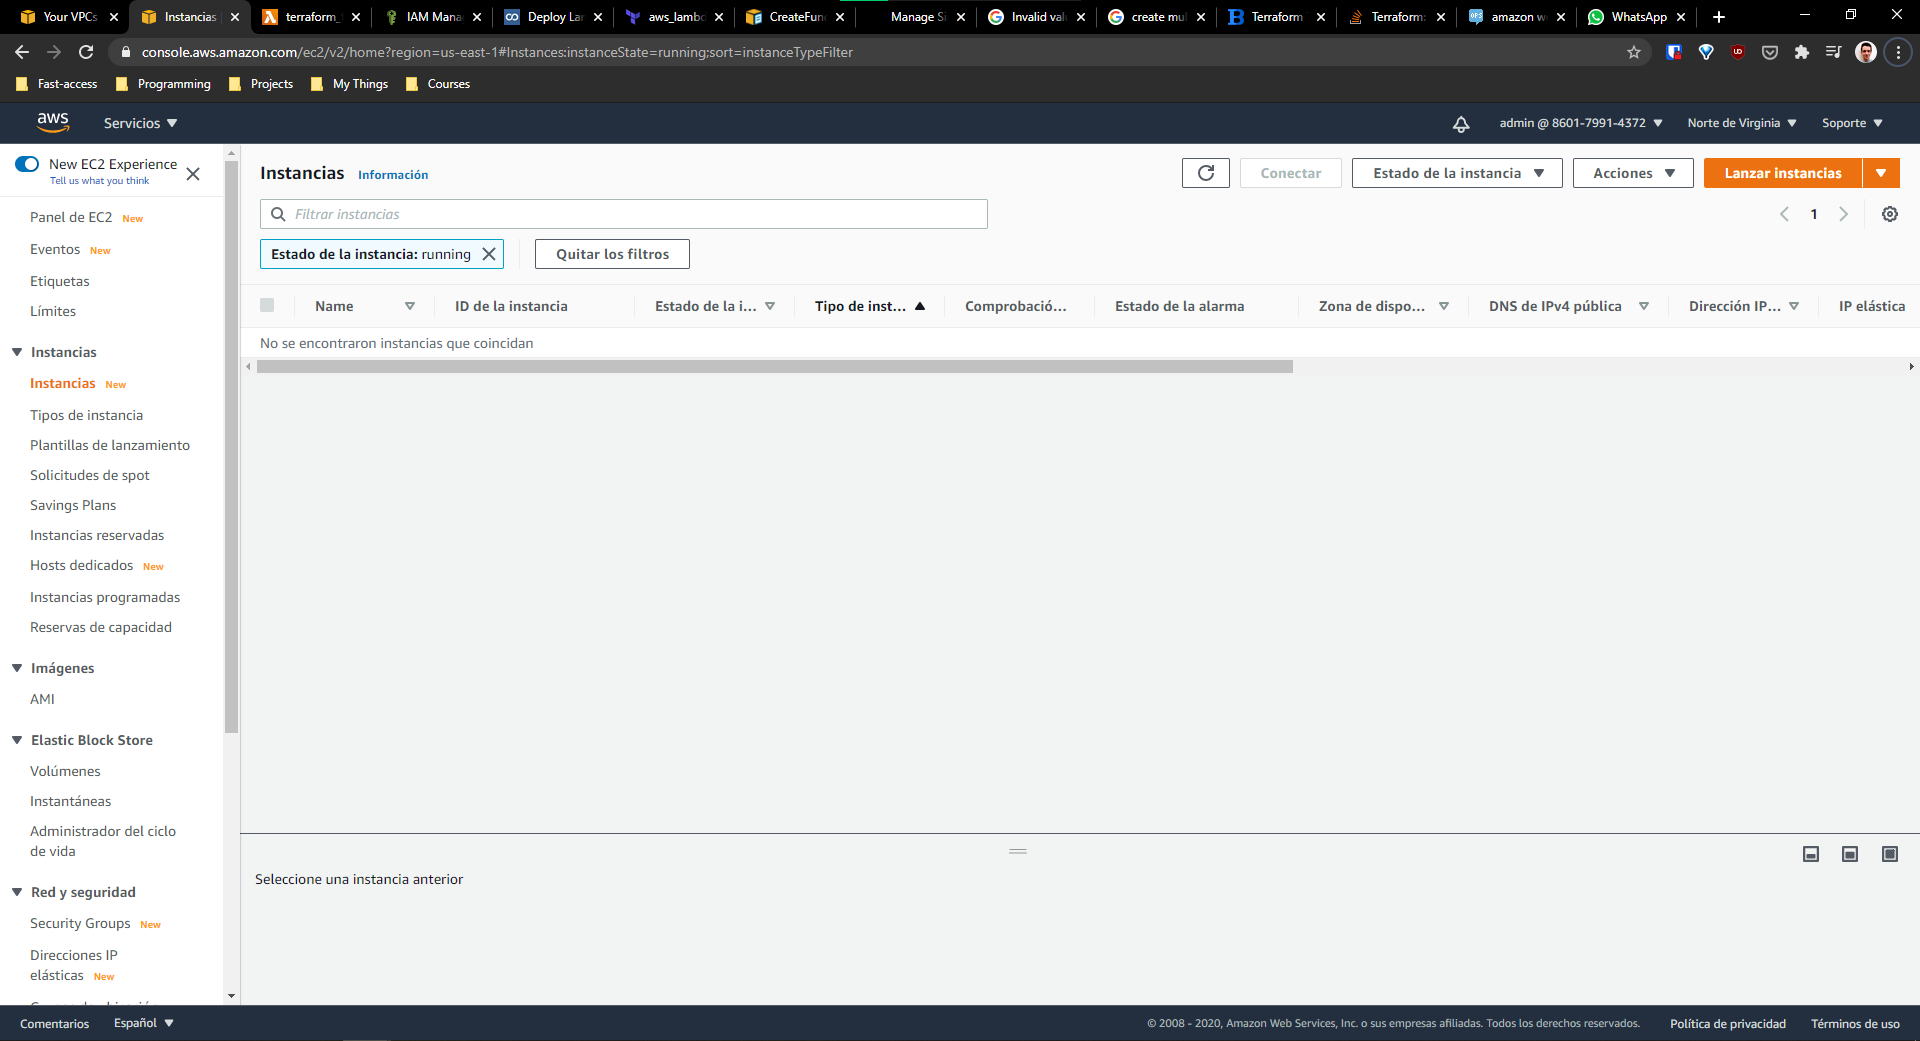 Your VPCs
Instancias
terraform_
IAM Mana
Deploy Lar
aws_lambd
CreateFun
Manage Si
Invalid val
create mul
Terraform
Terraform:
amazon w
WhatsApp
console.aws.amazon.com/ec2/v2/home?region=us-east-1#Instances:instanceState=running;sort=instanceTypeFilter
Fast-access
Programming
Projects
My Things
Courses
aws
Servicios
admin @ 8601-7991-4372
Norte de Virginia
Soporte
New EC2 Experience
Tell us what you think
Panel de EC2 New
Eventos New
Etiquetas
Límites
Instancias
Instancias New
Tipos de instancia
Plantillas de lanzamiento
Solicitudes de spot
Savings Plans
Instancias reservadas
Hosts dedicados New
Instancias programadas
Reservas de capacidad
Imágenes
AMI
Elastic Block Store
Volúmenes
Instantáneas
Administrador del ciclo
de vida
Red y seguridad
Security Groups New
Direcciones IP
elásticas New
Instancias Información
Conectar
Estado de la instancia
Acciones
Lanzar instancias
Filtrar instancias
1
Estado de la instancia: running
Quitar los filtros
Name
ID de la instancia
Estado de la i...
Tipo de inst...
Comprobació...
Estado de la alarma
Zona de dispo...
DNS de IPv4 pública
Dirección IP...
IP elástica
No se encontraron instancias que coincidan
Seleccione una instancia anterior
Comentarios
Español
© 2008 - 2020, Amazon Web Services, Inc. o sus empresas afiliadas. Todos los derechos reservados.
Política de privacidad
Términos de uso